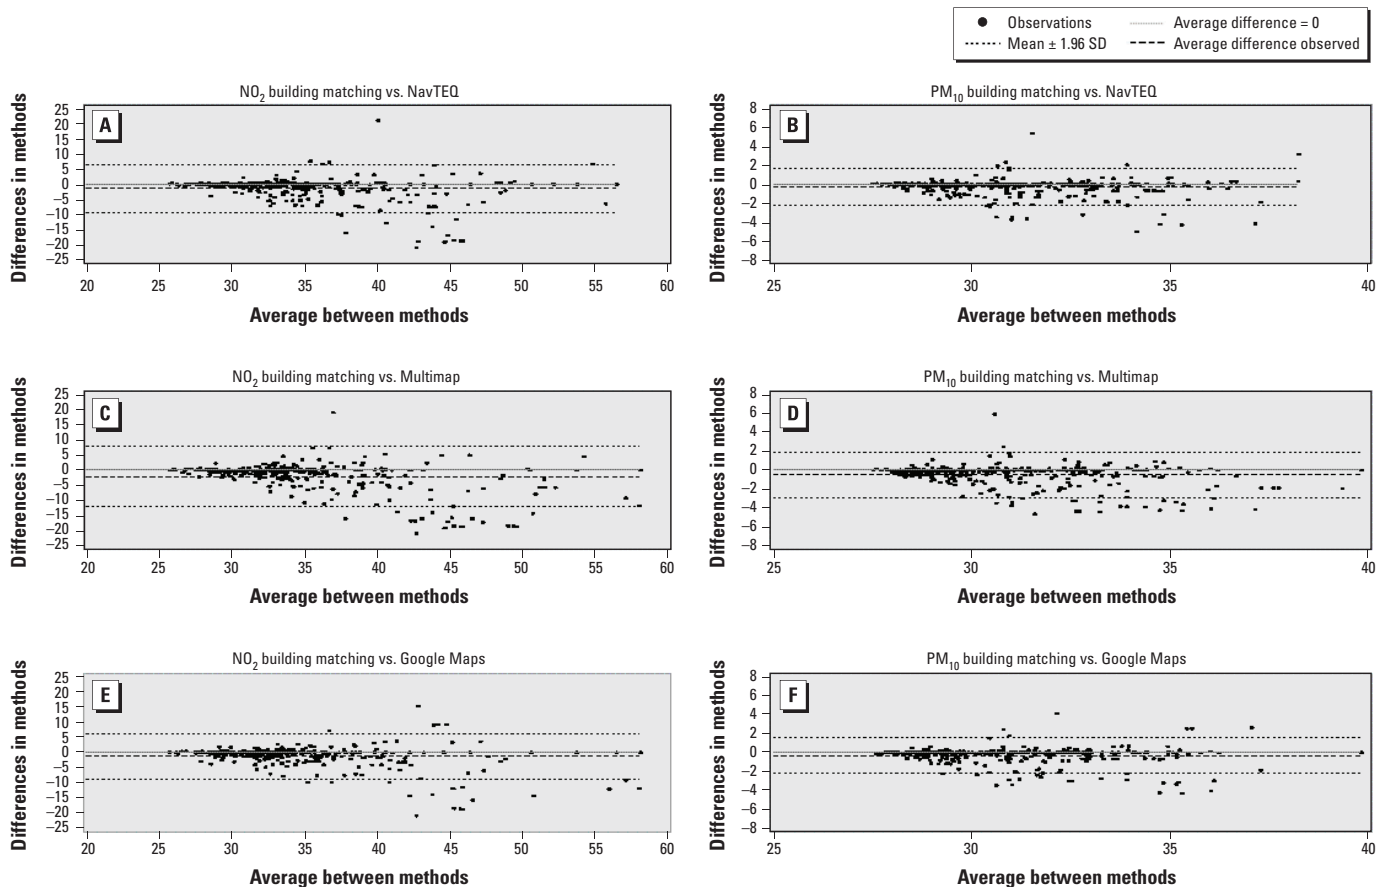 Observations
Average difference = 0
Mean ± 1.96 SD
Average difference observed
NO2 building matching vs. NavTEQ
A
Differences in methods
25
20
15
10
5
0
–5
–10
–15
–20
–25
20 25 30 35 40 45 50 55 60
Average between methods
PM10 building matching vs. NavTEQ
B
Differences in methods
8
6
4
2
0
–2
–4
–6
–8
25 30 35 40
Average between methods
NO2 building matching vs. Multimap
C
Differences in methods
25
20
15
10
5
0
–5
–10
–15
–20
–25
20 25 30 35 40 45 50 55 60
Average between methods
PM10 building matching vs. Multimap
D
Differences in methods
8
6
4
2
0
–2
–4
–6
–8
25 30 35 40
Average between methods
NO2 building matching vs. Google Maps
E
Differences in methods
25
20
15
10
5
0
–5
–10
–15
–20
–25
20 25 30 35 40 45 50 55 60
Average between methods
PM10 building matching vs. Google Maps
F
Differences in methods
8
6
4
2
0
–2
–4
–6
–8
25 30 35 40
Average between methods